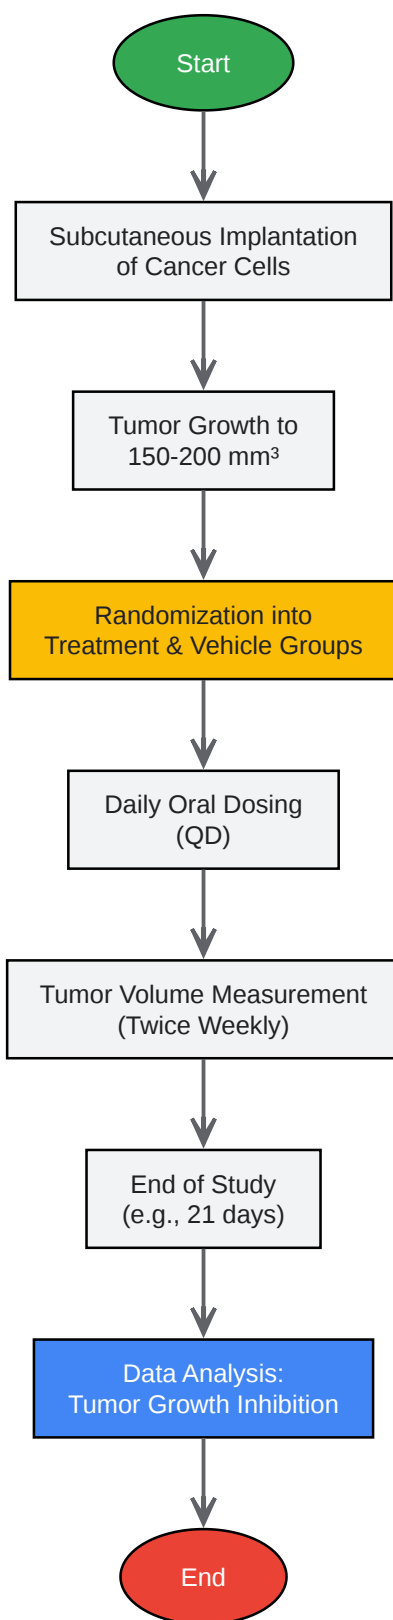 Start
Subcutaneous Implantation
of Cancer Cells
Tumor Growth to
150-200 mm³
Randomization into
Treatment & Vehicle Groups
Daily Oral Dosing
(QD)
Tumor Volume Measurement
(Twice Weekly)
End of Study
(e.g., 21 days)
Data Analysis:
Tumor Growth Inhibition
End